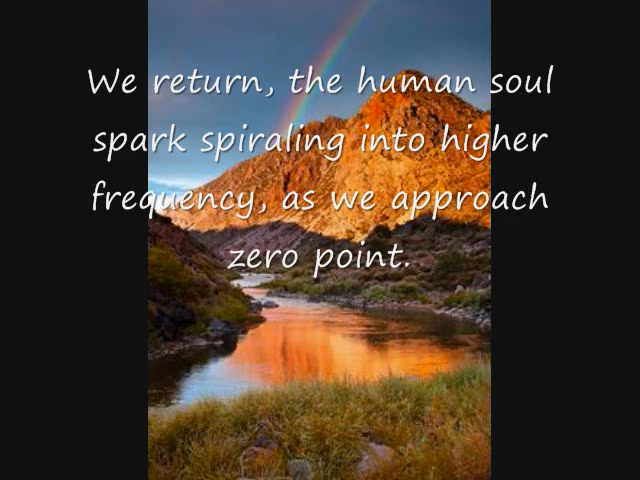 We return, the human soul
spark spiraling into higher
frequency, as we approach
zero point.